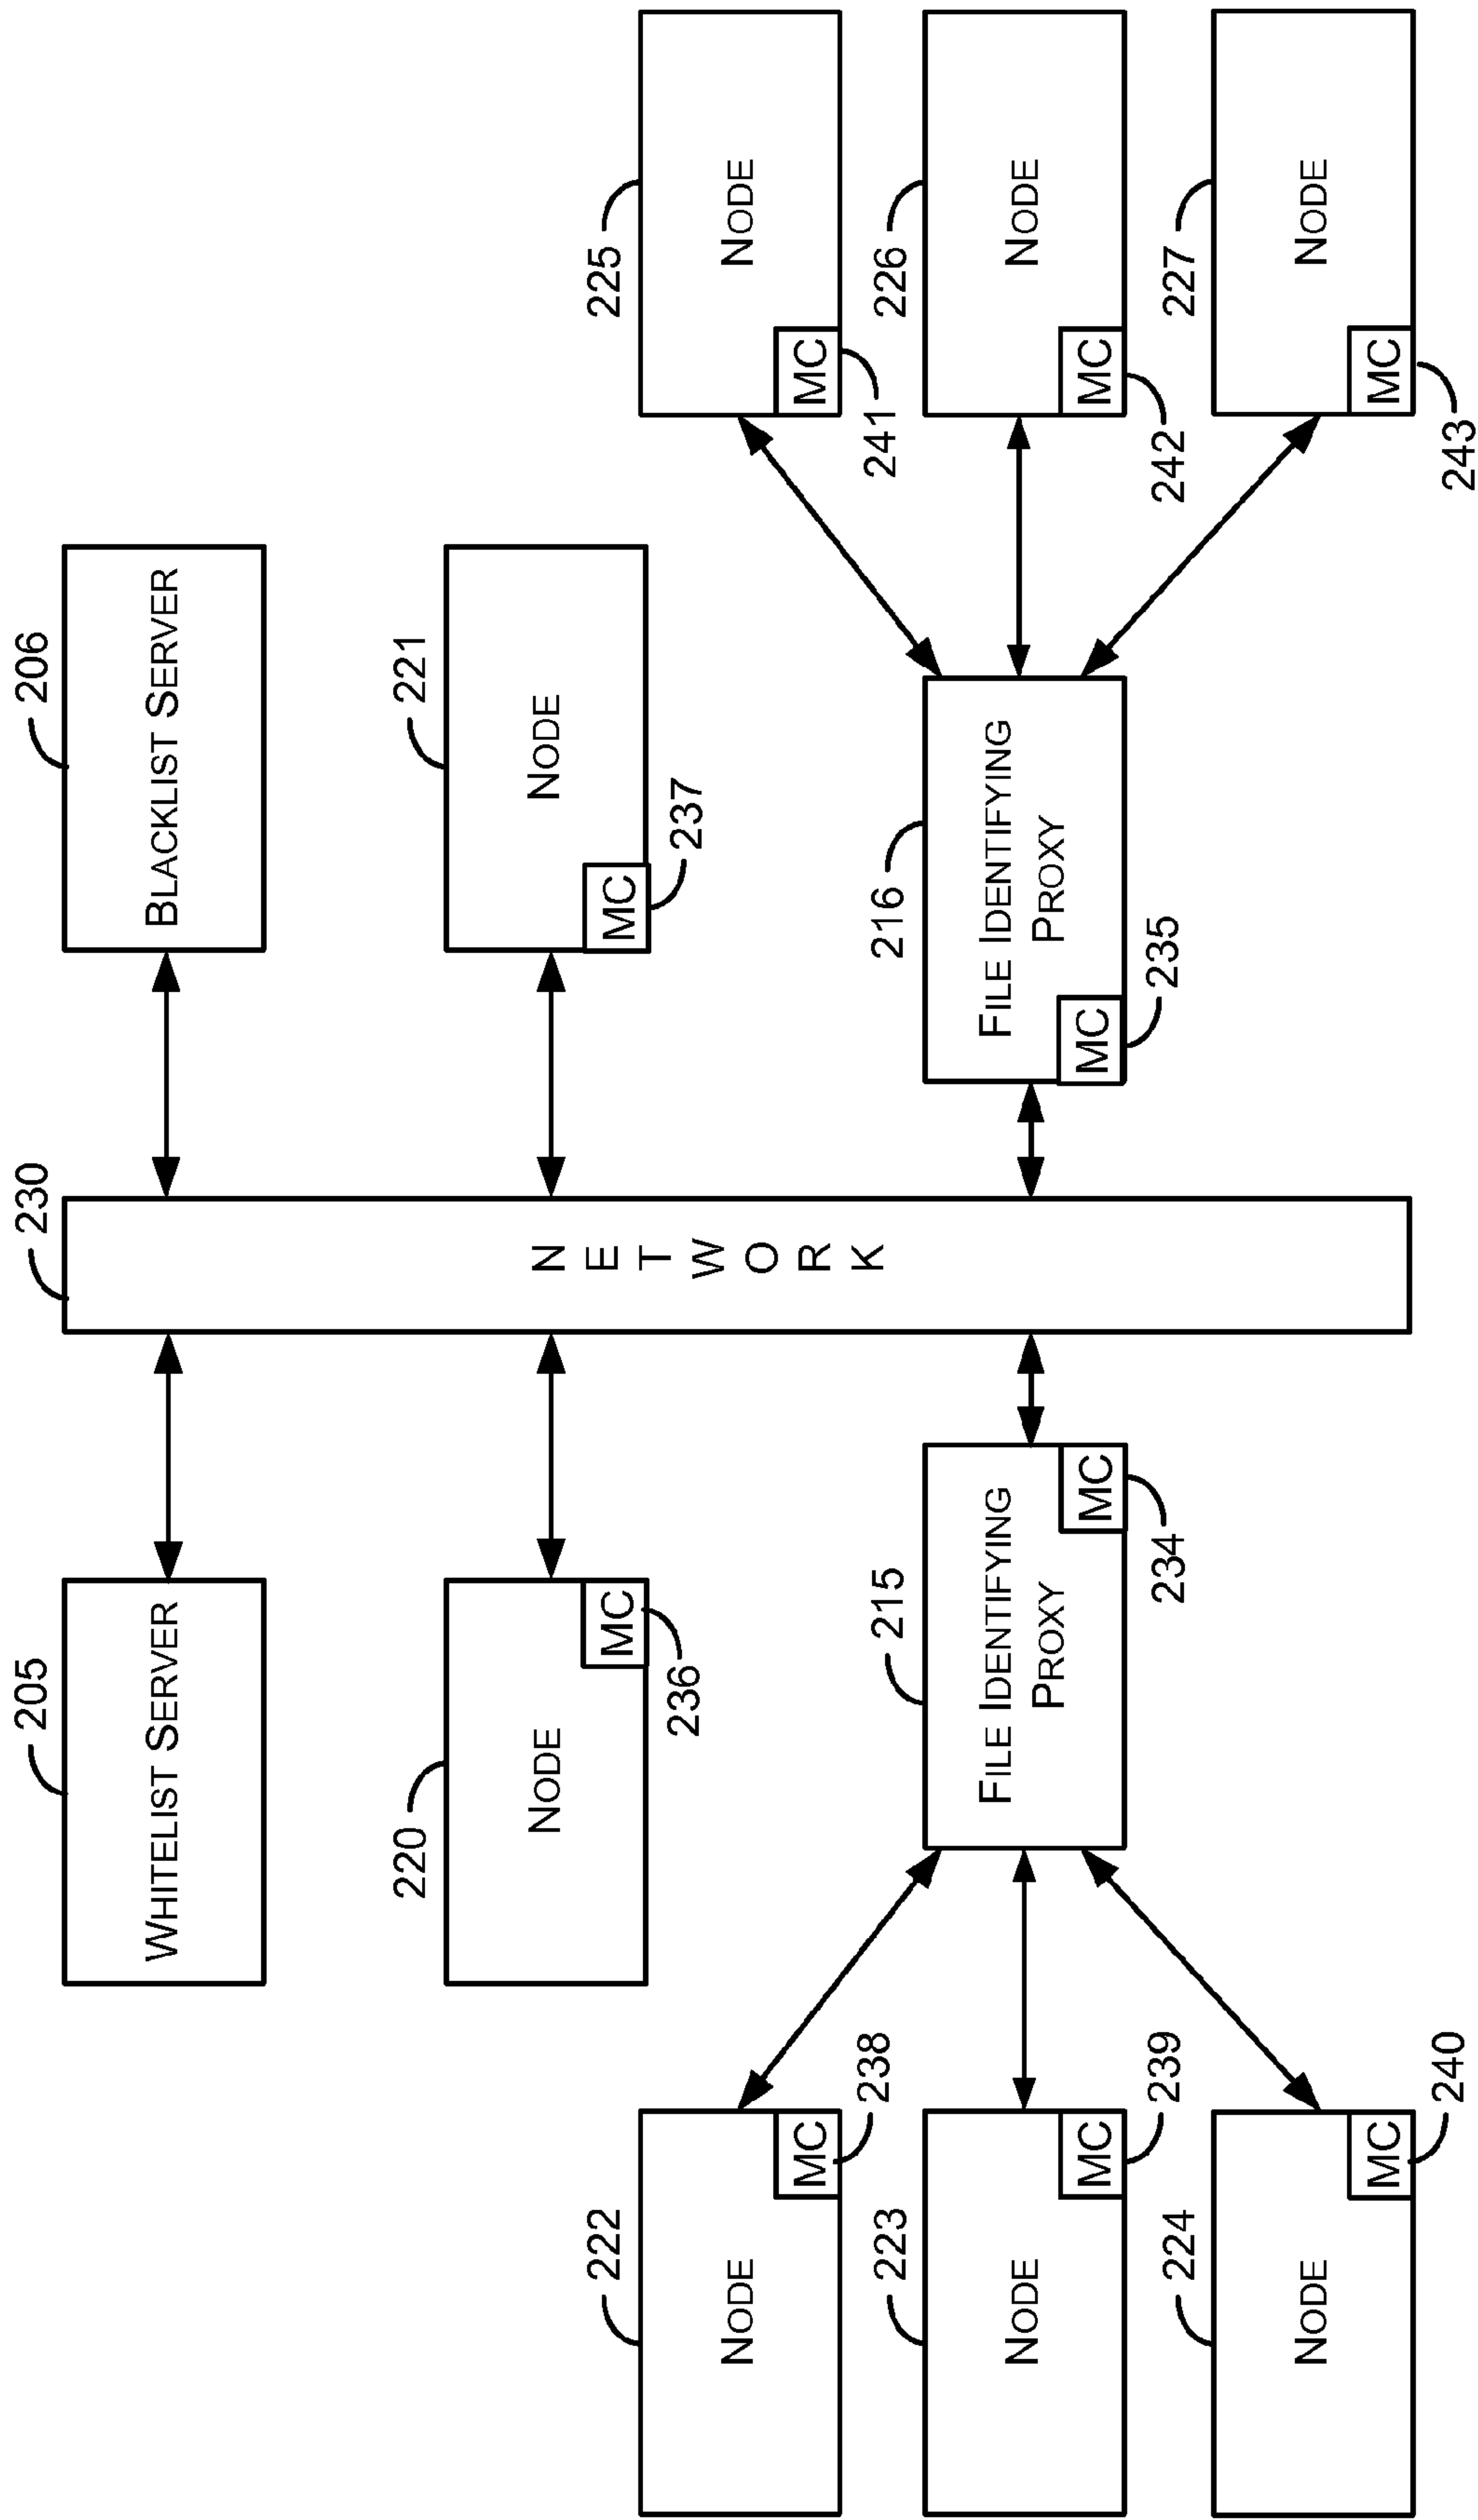 205
WHITELIST SERVER
230
206
BLACKLIST SERVER
220
NODE
MC
236
NETWORK
221
NODE
MC
237
222
NODE
MC
238
223
NODE
MC
239
224
NODE
MC
240
215
FILE IDENTIFYING
PROXY
MC
234
216
FILE IDENTIFYING
PROXY
MC
235
225
NODE
MC
241
226
NODE
MC
242
227
NODE
MC
243